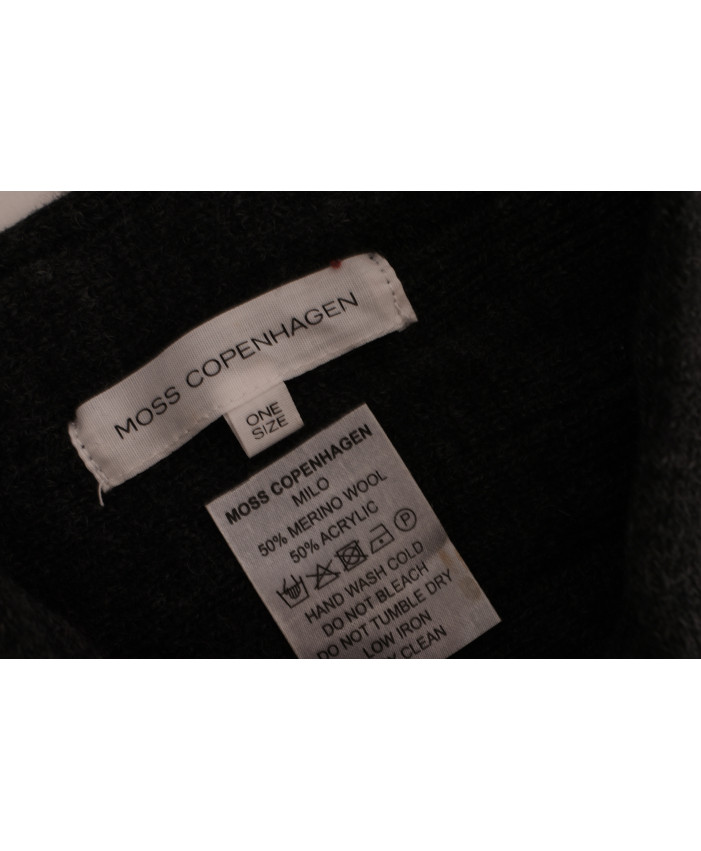 MOSS COPENHAGEN
ONE
SIZE
MOSS COPENHAGEN
MILO
50% MERINO WOOL
50% ACRYLIC
P
HAND WASH COLD
DO NOT BLEACH
DO NOT TUMBLE DRY
LOW IRON
CLEAN